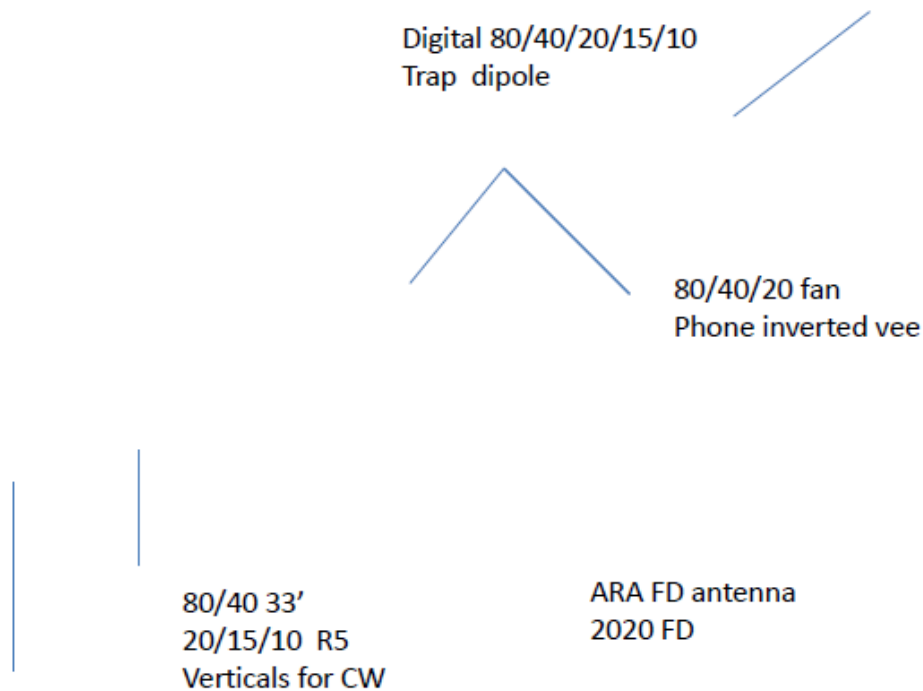 Digital 80/40/20/15/10
Trap dipole
80/40/20 fan
Phone inverted vee
80/40 33’
20/15/10 R5
Verticals for CW
ARA FD antenna
2020 FD